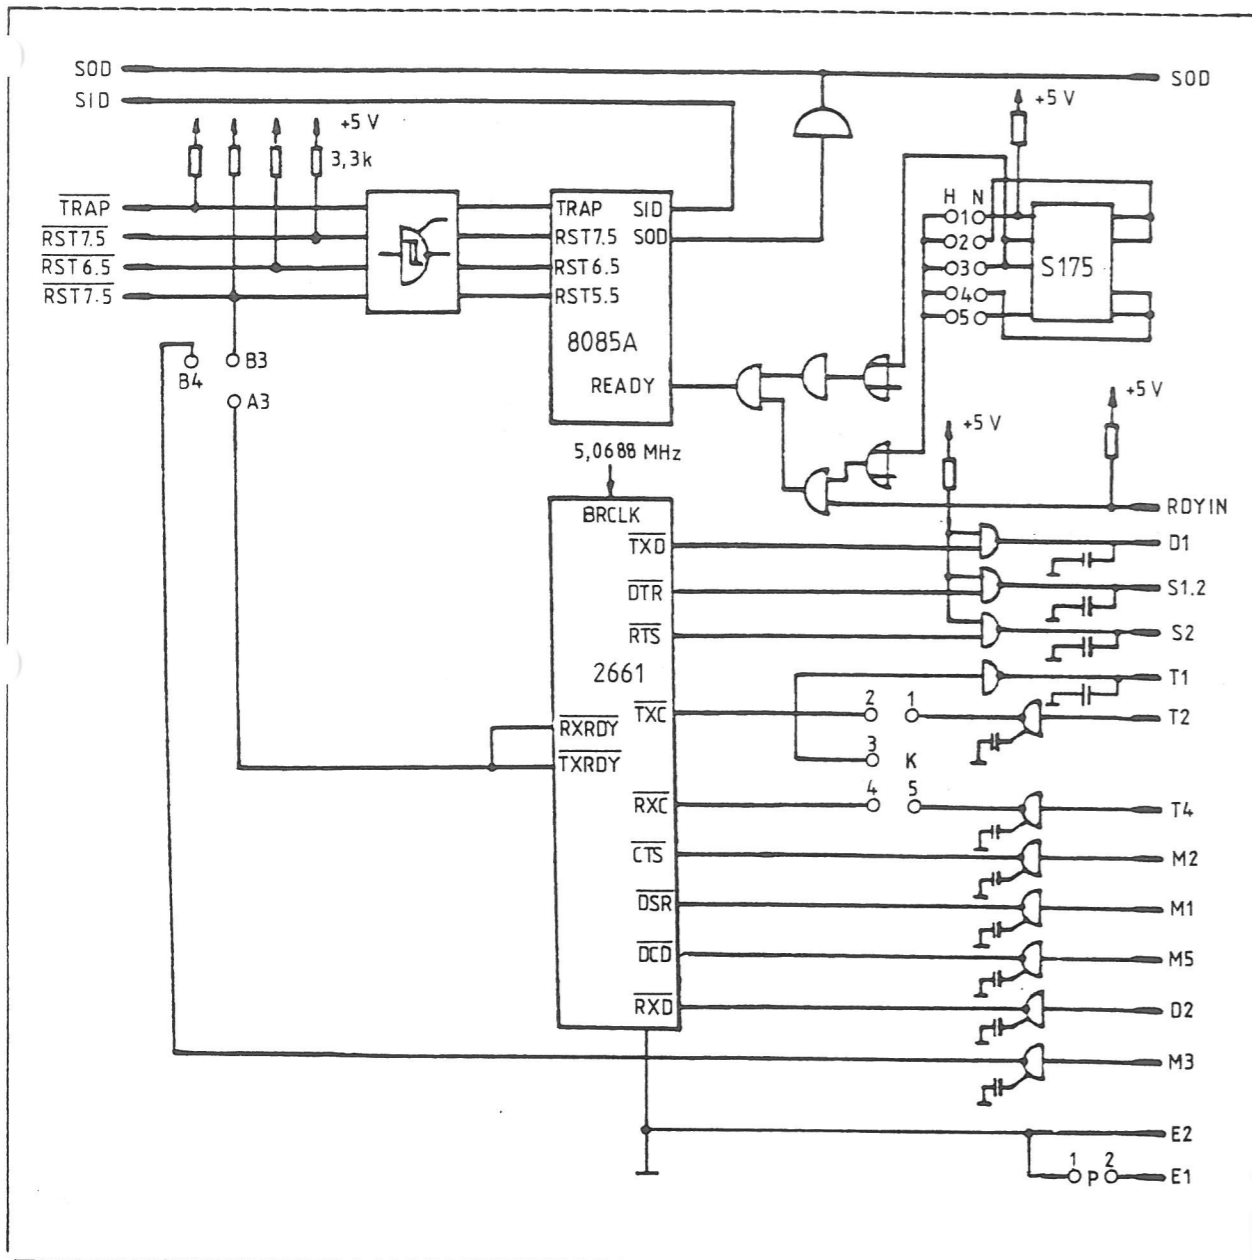 SOD
SOD
SID
+5 V
+5 V
3,3k
H N
TRAP
TRAP
SID
1
RST7.5
RST7.5
SOD
2
S175
RST6.5
RST6.5
3
RST7.5
RST5.5
4
5
8085A
B4
B3
READY
A3
+5 V
+5 V
5,0688 MHz
RDYIN
BRCLK
TXD
D1
DTR
S1.2
RTS
S2
2661
T1
2 1
TXC
T2
RXRDY
3
K
TXRDY
4 5
RXC
T4
CTS
M2
DSR
M1
DCD
M5
RXD
D2
M3
E2
1 P 2
E1